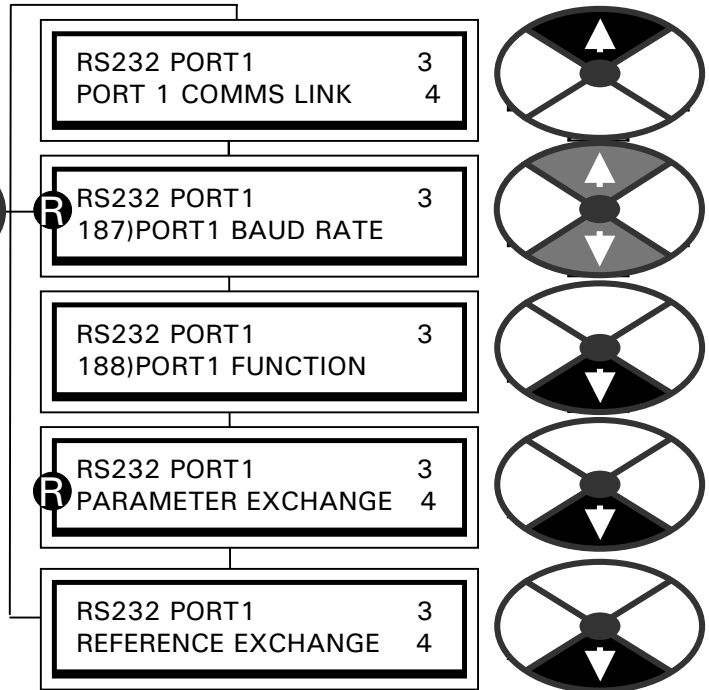 RS232 PORT1 3
PORT 1 COMMS LINK 4
R
RS232 PORT1 3
187)PORT1 BAUD RATE
RS232 PORT1 3
188)PORT1 FUNCTION
R
RS232 PORT1 3
PARAMETER EXCHANGE 4
RS232 PORT1 3
REFERENCE EXCHANGE 4